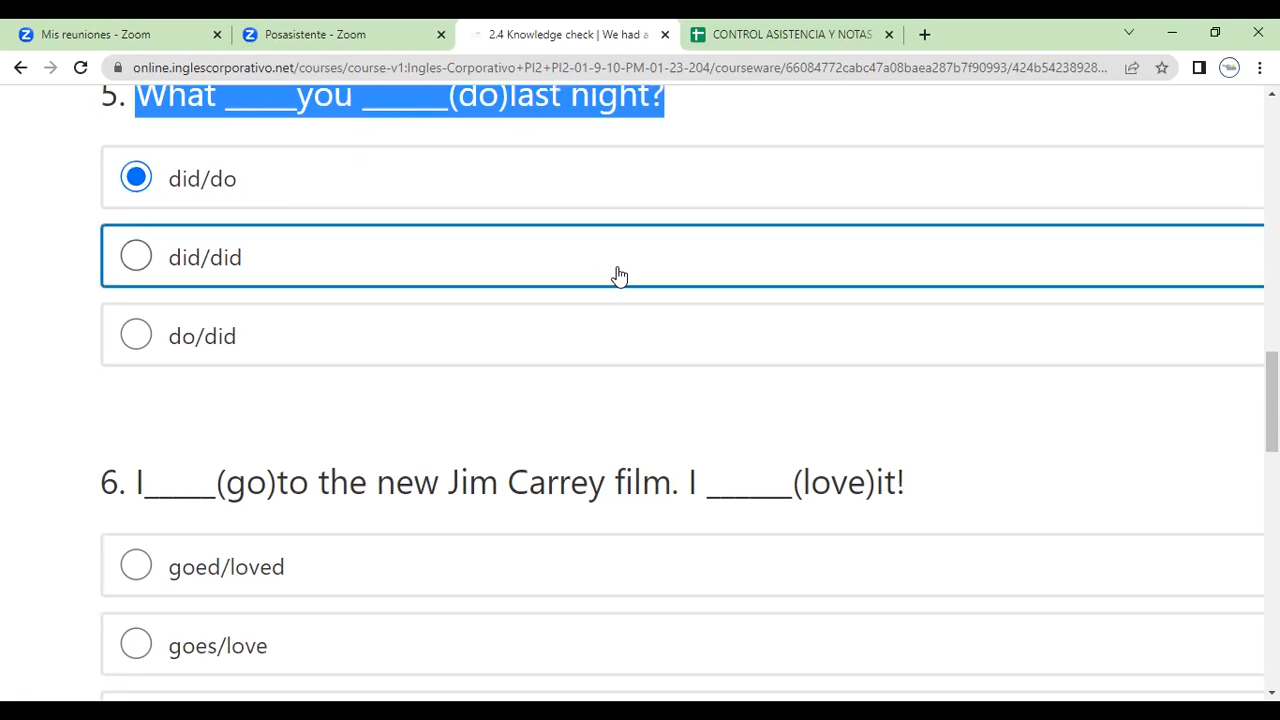 Mis reuniones - Zoom
Posasistente - Zoom
2.4 Knowledge check | We had a
CONTROL ASISTENCIA Y NOTAS
online.inglescorporativo.net/courses/course-v1:Ingles-Corporativo+PI2+PI2-01-9-10-PM-01-23-204/courseware/66084772cabc47a08baea287b7f90993/424b54238928...
5. What _____you ______(do)last night?
did/do
did/did
do/did
6. I_____(go)to the new Jim Carrey film. I ______(love)it!
goed/loved
goes/love